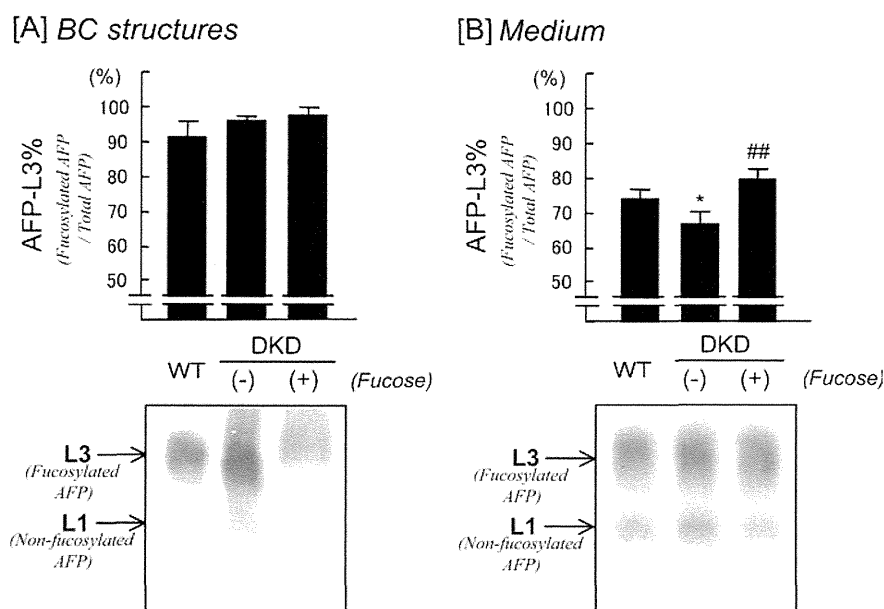 [A] BC structures
(%)
100
90
80
70
60
50
AFP-L3%
(Fucosylated AFP
/ Total AFP)
WT
DKD
(-)
(+)
(Fucose)
L3
(Fucosylated
AFP)
L1
(Non-fucosylated
AFP)
[B] Medium
(%)
100
90
80
70
60
50
AFP-L3%
(Fucosylated AFP
/ Total AFP)
*
##
WT
DKD
(-)
(+)
(Fucose)
L3
(Fucosylated
AFP)
L1
(Non-fucosylated
AFP)